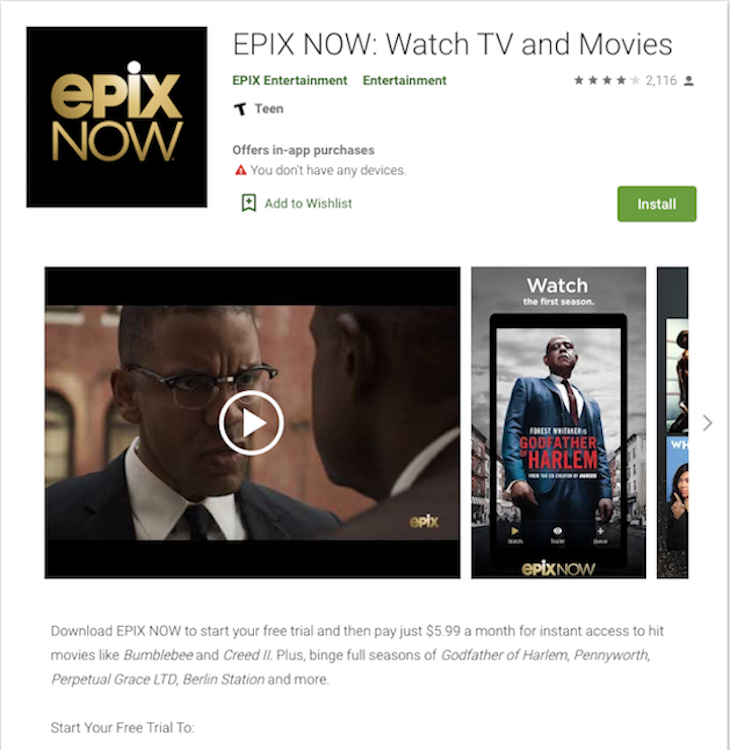 epix
NOW
EPIX NOW: Watch TV and Movies
EPIX Entertainment Entertainment
2,116
T Teen
Offers in-app purchases
You don't have any devices.
Add to Wishlist
Install
epix
Watch
the first season.
FOREST WHITAKER IS
GODFATHER
OF HARLEM
FROM THE CO-CREATOR OF NARCOS
Watch Trailer Queue
epix NOW
WH
Download EPIX NOW to start your free trial and then pay just $5.99 a month for instant access to hit
movies like Bumblebee and Creed II. Plus, binge full seasons of Godfather of Harlem, Pennyworth,
Perpetual Grace LTD, Berlin Station and more.
Start Your Free Trial To: